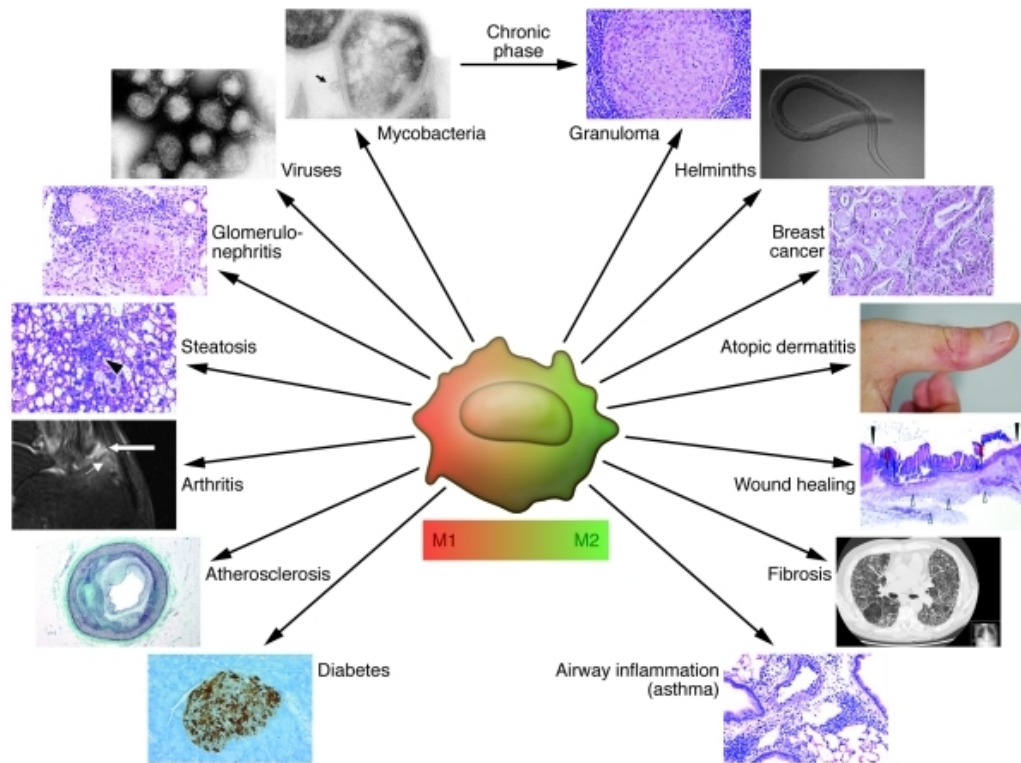 Chronic
phase
Mycobacteria
Granuloma
Viruses
Helminths
Glomerulo-
nephritis
Breast
cancer
Steatosis
Atopic dermatitis
Arthritis
Wound healing
M1
M2
Atherosclerosis
Fibrosis
Diabetes
Airway inflammation
(asthma)